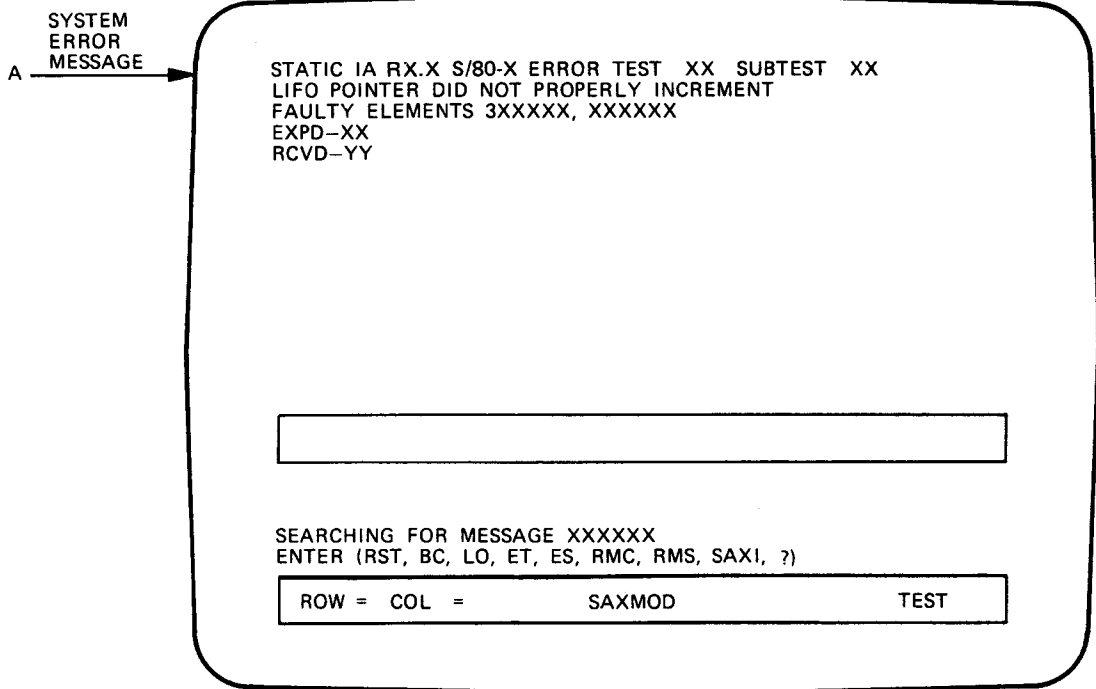 SYSTEM
ERROR
MESSAGE
A
STATIC IA RX.X S/80-X ERROR TEST XX SUBTEST XX
LIFO POINTER DID NOT PROPERLY INCREMENT
FAULTY ELEMENTS 3XXXXX, XXXXXX
EXPD–XX
RCVD–YY
SEARCHING FOR MESSAGE XXXXXX
ENTER (RST, BC, LO, ET, ES, RMC, RMS, SAXI, ?)
ROW = COL = SAXMOD TEST